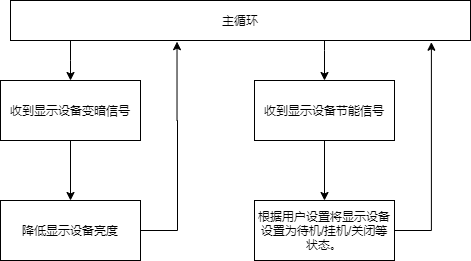 主循环
收到显示设备变暗信号
收到显示设备节能信号
降低显示设备亮度
根据用户设置将显示设备
设置为待机/挂机/关闭等
状态。